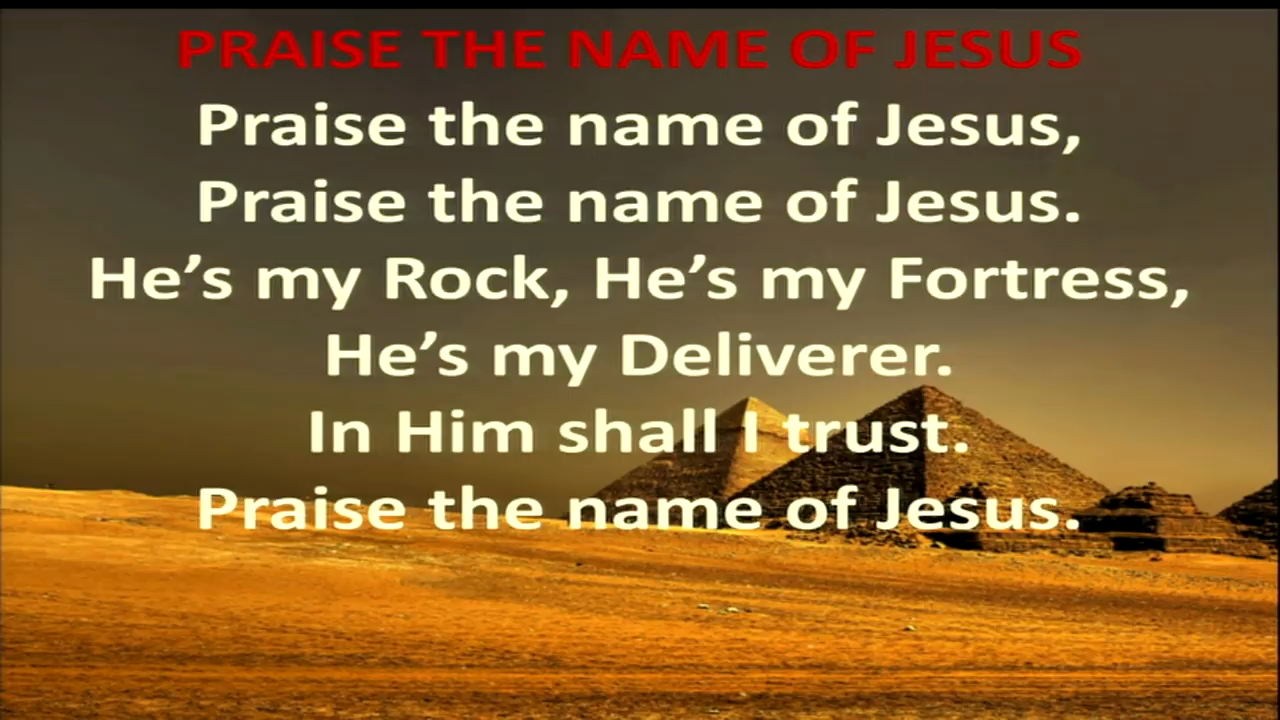 PRAISE THE NAME OF JESUS
Praise the name of Jesus,
Praise the name of Jesus.
He’s my Rock, He’s my Fortress,
He’s my Deliverer.
In Him shall I trust.
Praise the name of Jesus.